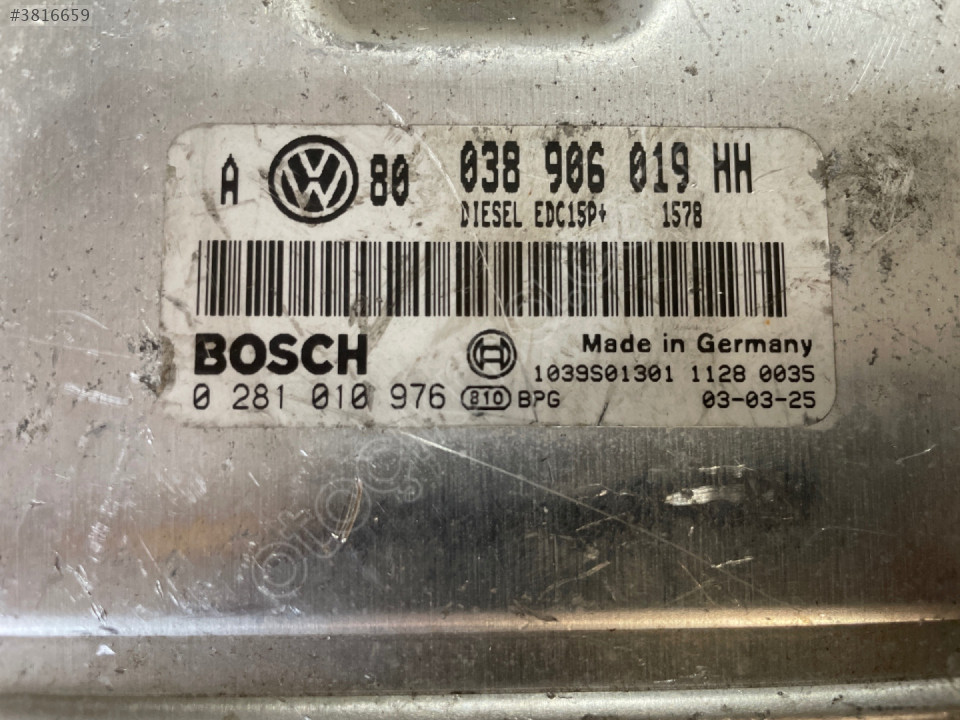 #3816659
A VW 80 038 906 019 HH
DIESEL EDC15P+ 1578
BOSCH Made in Germany
1039S01301 1128 0035
0 281 010 976 810 BPG 03-03-25